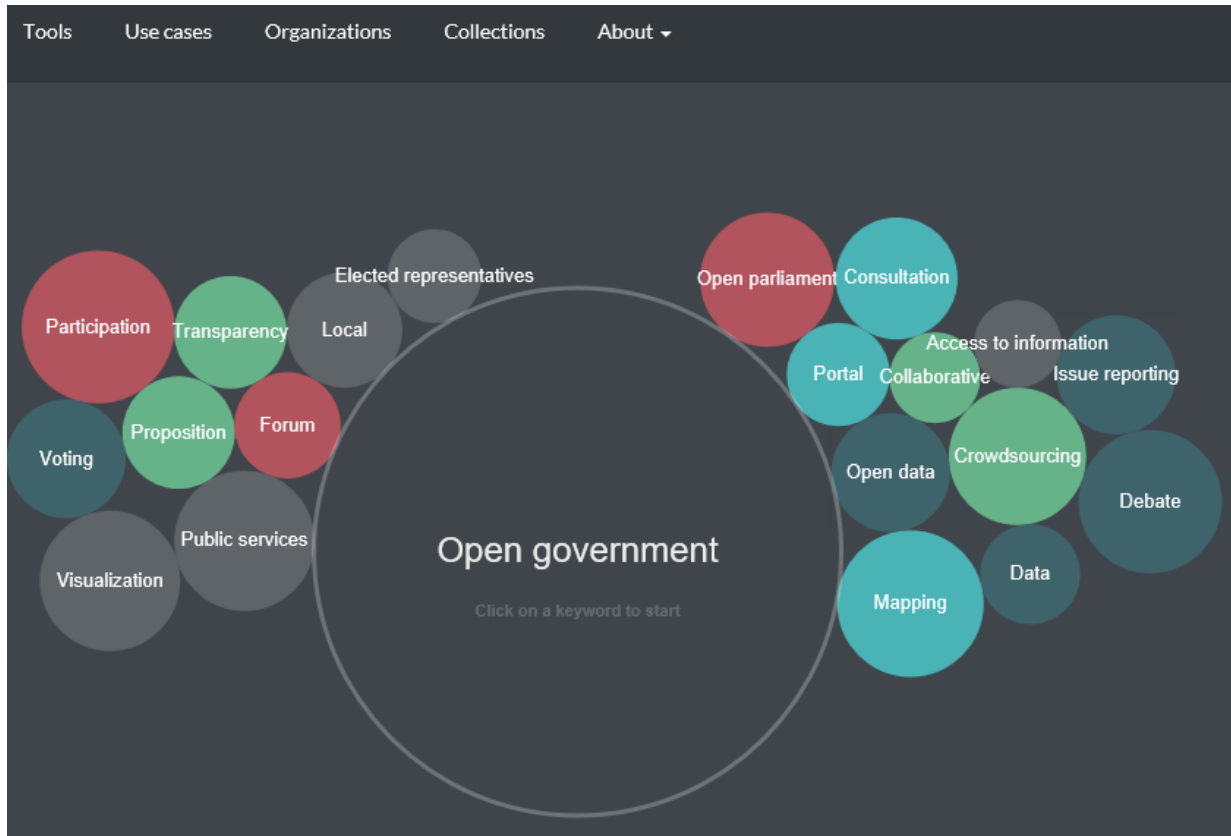 Tools Use cases Organizations Collections About
Elected representatives
Participation
Transparency
Local
Proposition
Forum
Voting
Public services
Visualization
Open government
Click on a keyword to start
Open parliament
Consultation
Access to information
Portal
Collaborative
Issue reporting
Open data
Crowdsourcing
Debate
Data
Mapping